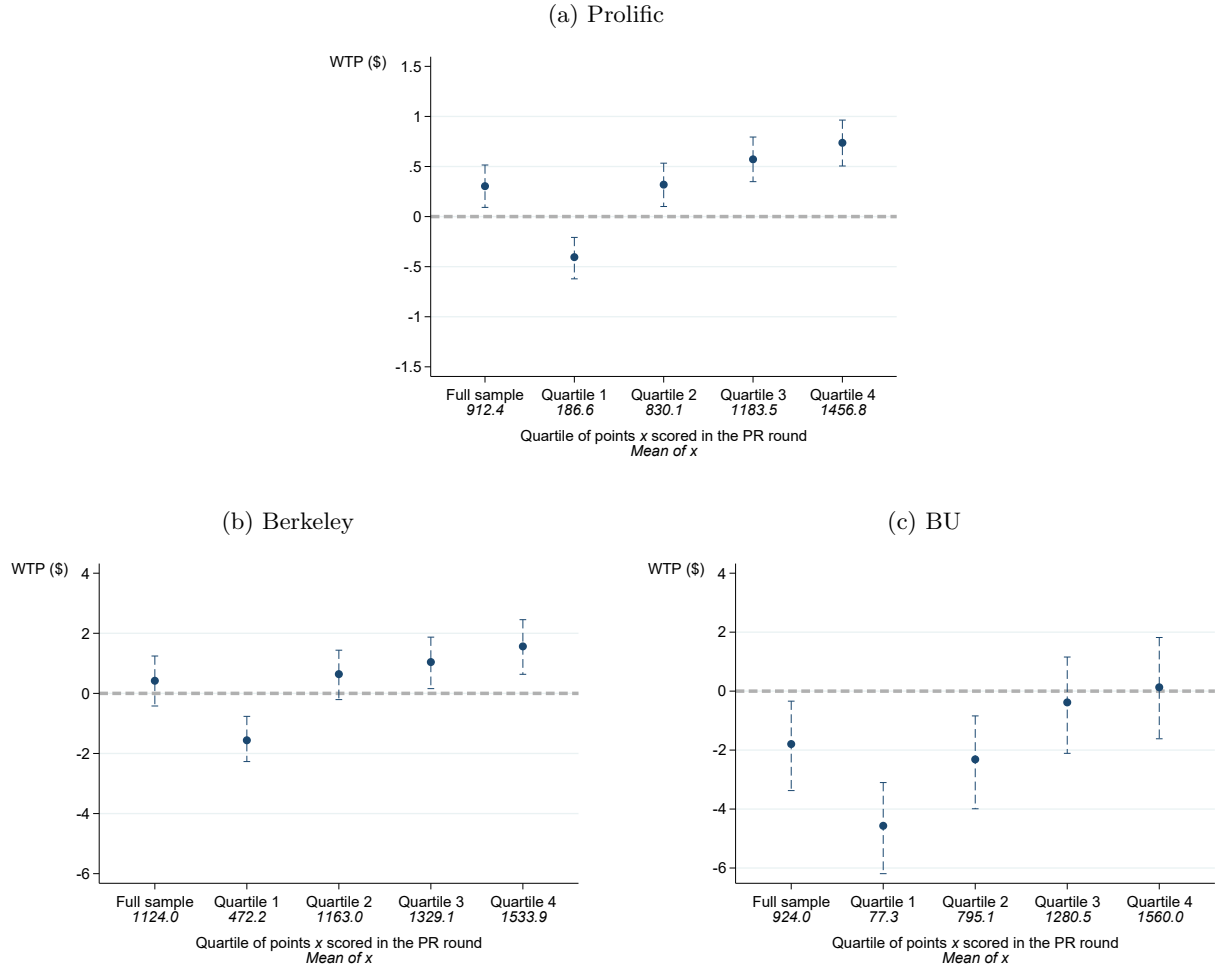 (a) Prolific
WTP ($)
1.5
1
.5
0
-.5
-1
-1.5
Full sample Quartile 1 Quartile 2 Quartile 3 Quartile 4
912.4 186.6 830.1 1183.5 1456.8
Quartile of points x scored in the PR round
Mean of x
(b) Berkeley
WTP ($)
4
2
0
-2
-4
-6
Full sample Quartile 1 Quartile 2 Quartile 3 Quartile 4
1124.0 472.2 1163.0 1329.1 1533.9
Quartile of points x scored in the PR round
Mean of x
(c) BU
WTP ($)
4
2
0
-2
-4
-6
Full sample Quartile 1 Quartile 2 Quartile 3 Quartile 4
924.0 77.3 795.1 1280.5 1560.0
Quartile of points x scored in the PR round
Mean of x